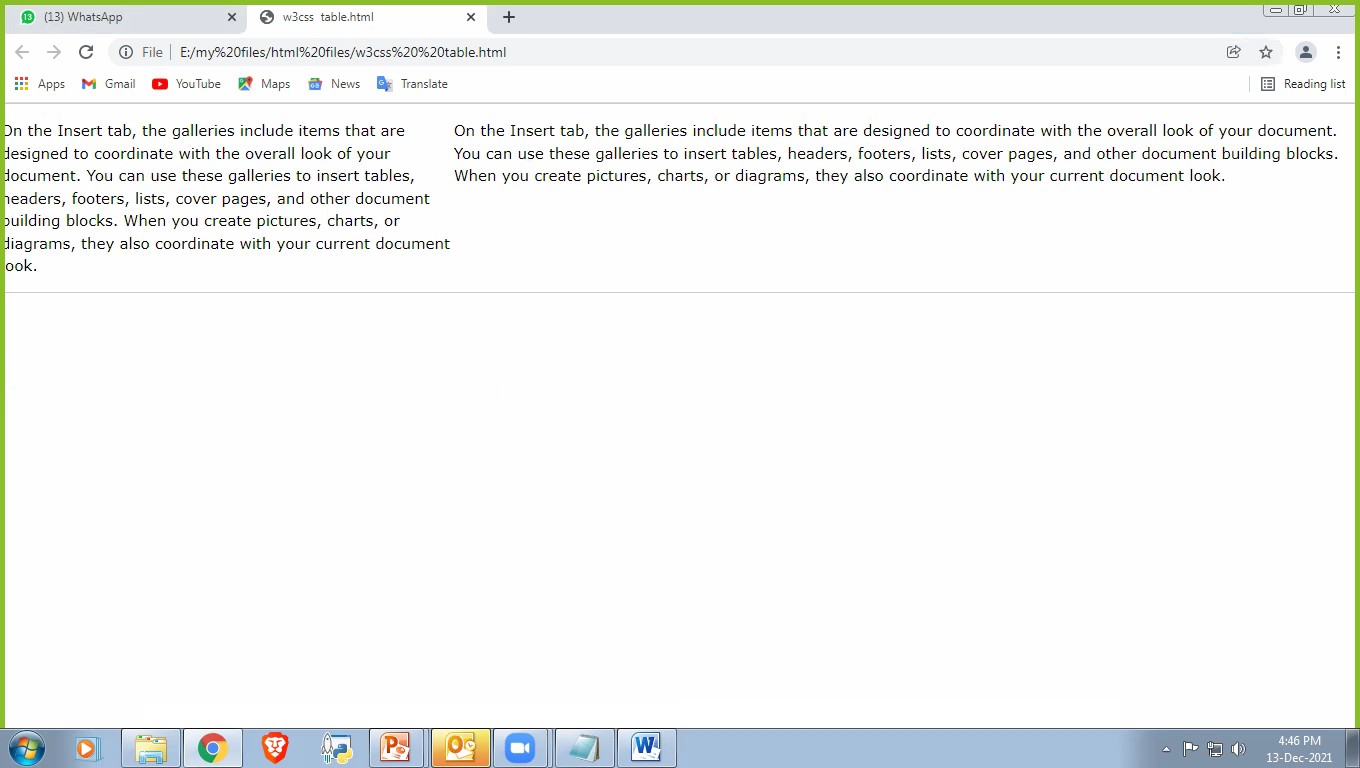 13 (13) WhatsApp
w3css table.html
File
E:/my%20files/html%20files/w3css%20%20table.html
Apps Gmail YouTube Maps News Translate
Reading list
On the Insert tab, the galleries include items that are
designed to coordinate with the overall look of your
document. You can use these galleries to insert tables,
headers, footers, lists, cover pages, and other document
building blocks. When you create pictures, charts, or
diagrams, they also coordinate with your current document
look.
On the Insert tab, the galleries include items that are designed to coordinate with the overall look of your document.
You can use these galleries to insert tables, headers, footers, lists, cover pages, and other document building blocks.
When you create pictures, charts, or diagrams, they also coordinate with your current document look.
4:46 PM
13-Dec-2021